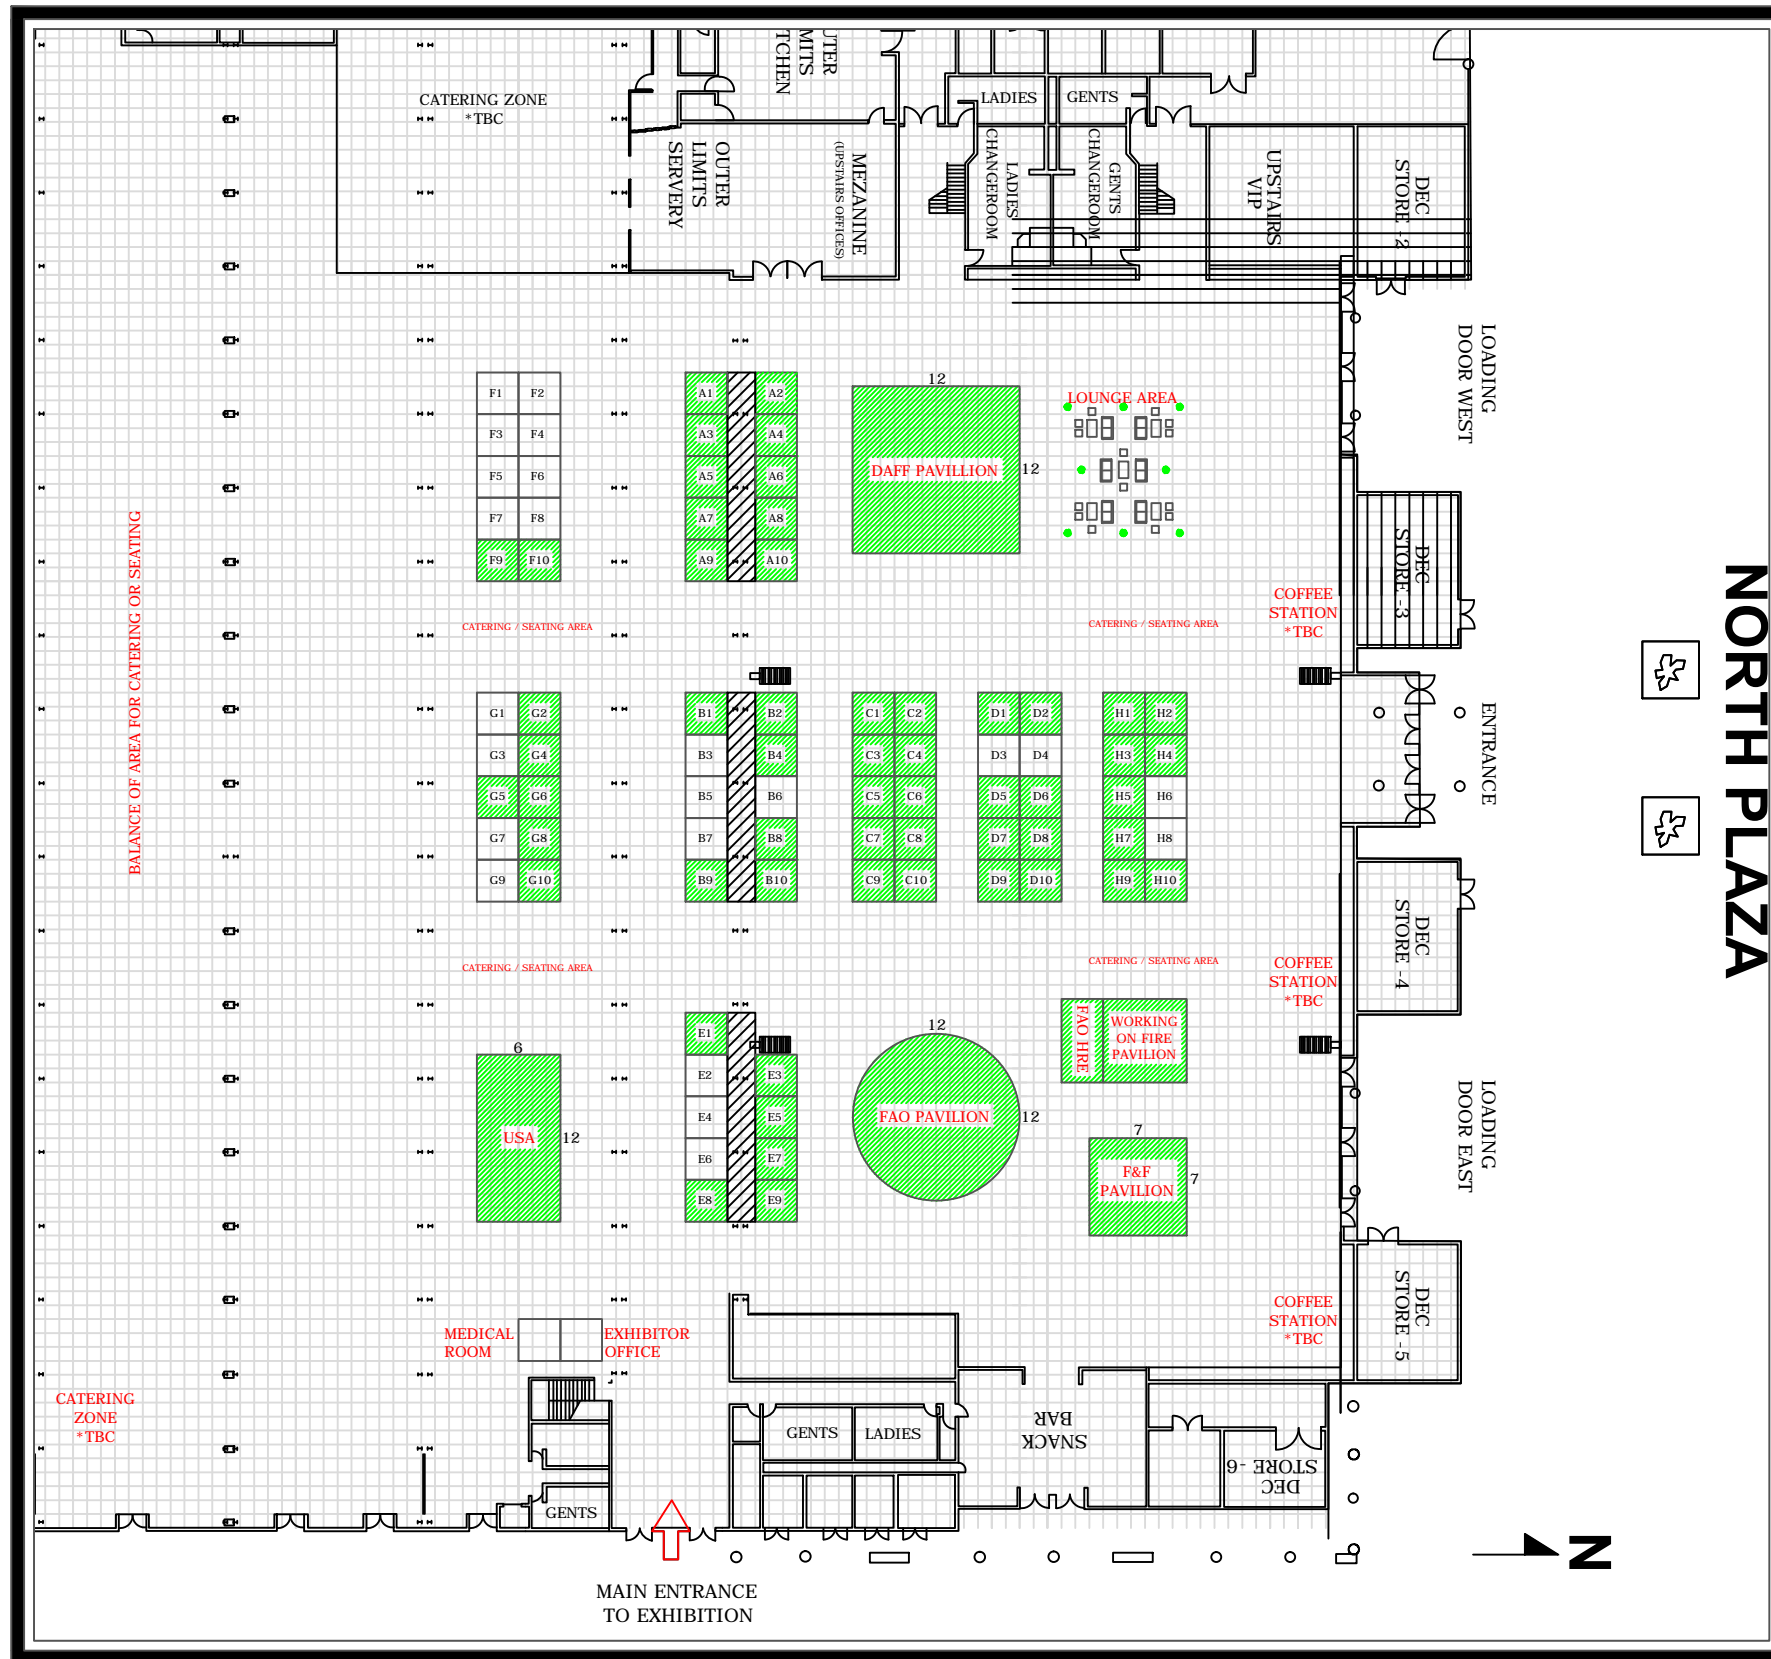 UTER
MITS
TCHEN
CATERING ZONE
*TBC
LADIES
GENTS
OUTER
LIMITS
SERVERY
MEZANINE
(UPSTAIRS OFFICES)
LADIES
CHANGEROOM
GENTS
CHANGEROOM
UPSTAIRS
VIP
DEC
STORE -2
LOADING
DOOR WEST
F1 F2
F3 F4
F5 F6
F7 F8
F9 F10
A1 A2
A3 A4
A5 A6
A7 A8
A9 A10
12
DAFF PAVILLION
12
LOUNGE AREA
DEC
STORE -3
COFFEE
STATION
*TBC
CATERING / SEATING AREA
CATERING / SEATING AREA
BALANCE OF AREA FOR CATERING OR SEATING
NORTH PLAZA
ENTRANCE
G1 G2
G3 G4
G5 G6
G7 G8
G9 G10
B1 B2
B3 B4
B5 B6
B7 B8
B9 B10
C1 C2
C3 C4
C5 C6
C7 C8
C9 C10
D1 D2
D3 D4
D5 D6
D7 D8
D9 D10
H1 H2
H3 H4
H5 H6
H7 H8
H9 H10
DEC
STORE -4
CATERING / SEATING AREA
CATERING / SEATING AREA
COFFEE
STATION
*TBC
6
USA
12
E1
E2 E3
E4 E5
E6 E7
E8 E9
12
FAO PAVILION
12
FAO HRE
WORKING
ON FIRE
PAVILION
7
F&F
PAVILION
7
LOADING
DOOR EAST
DEC
STORE -5
COFFEE
STATION
*TBC
MEDICAL
ROOM
EXHIBITOR
OFFICE
CATERING
ZONE
*TBC
GENTS
GENTS
LADIES
SNACK
BAR
DEC
STORE -6
N
MAIN ENTRANCE
TO EXHIBITION